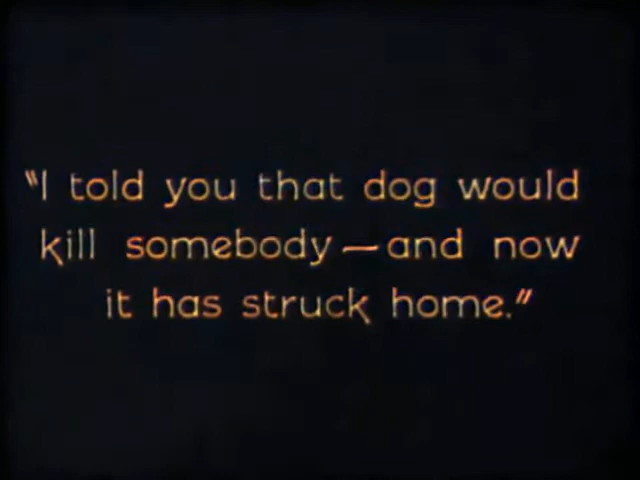 "I told you that dog would
kill somebody—and now
it has struck home."